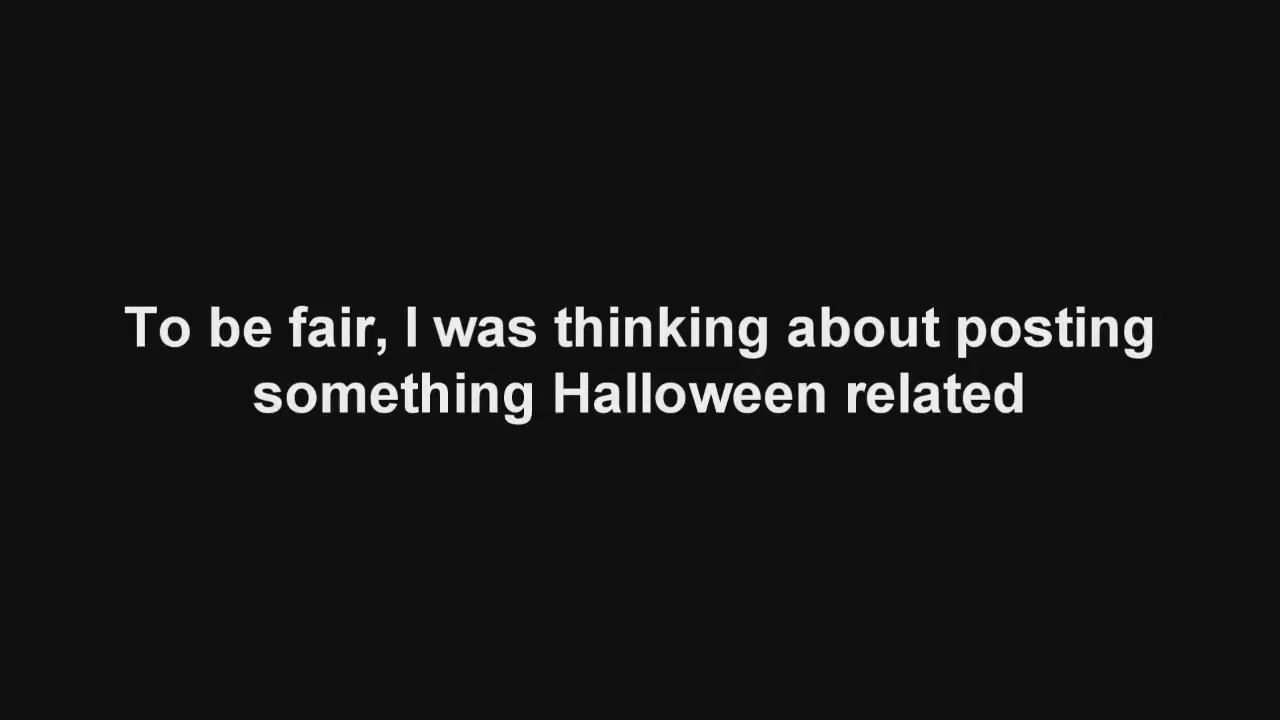 To be fair, I was thinking about posting
something Halloween related